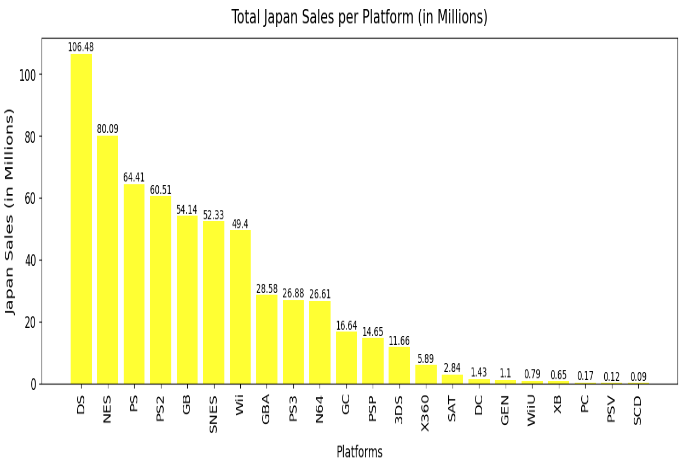 Total Japan Sales per Platform (in Millions)
Japan Sales (in Millions)
100
80
60
40
20
0
106.48
80.09
64.41
60.51
54.14
52.33
49.4
28.58
26.88
26.61
16.64
14.65
11.66
5.89
2.84
1.43
1.1
0.79
0.65
0.17
0.12
0.09
DS
NES
PS
PS2
GB
SNES
Wii
GBA
PS3
N64
GC
PSP
3DS
X360
SAT
DC
GEN
WiiU
XB
PC
PSV
SCD
Platforms